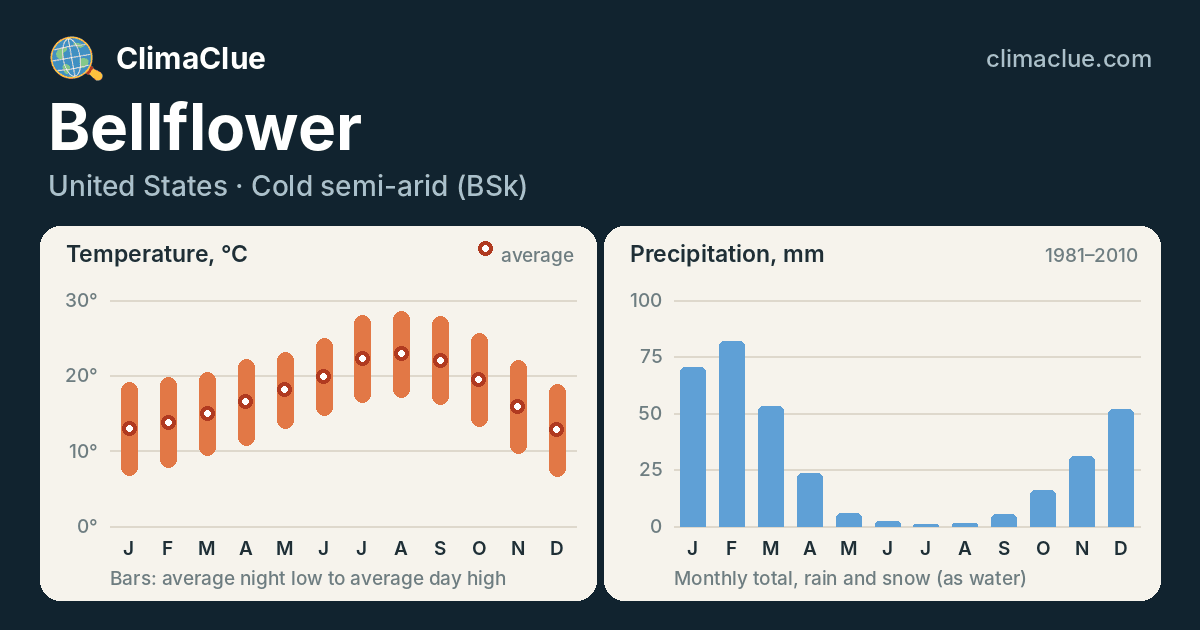 ClimaClue
climaclue.com
Bellflower
United States · Cold semi-arid (BSk)
Temperature, °C
average
30°
20°
10°
0°
J F M A M J J A S O N D
Bars: average night low to average day high
Precipitation, mm
1981–2010
100
75
50
25
0
J F M A M J J A S O N D
Monthly total, rain and snow (as water)